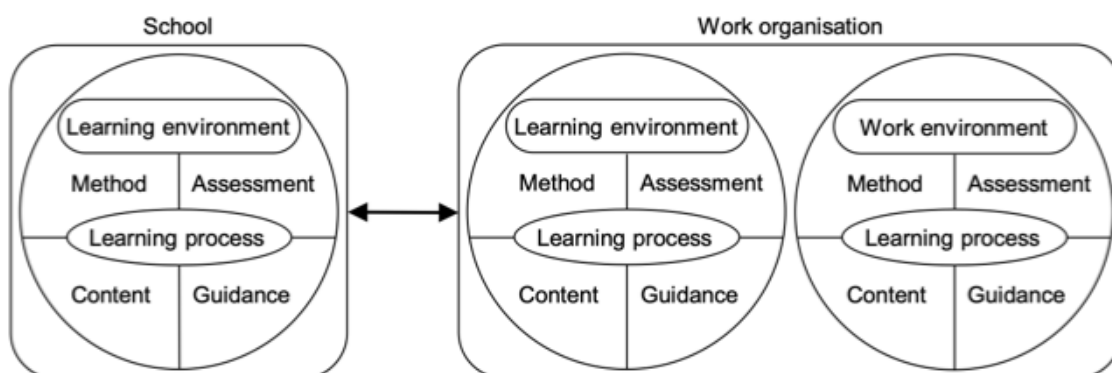 School
Work organisation
Learning environment
Method
Assessment
Learning process
Content
Guidance
Learning environment
Method
Assessment
Learning process
Content
Guidance
Work environment
Method
Assessment
Learning process
Content
Guidance